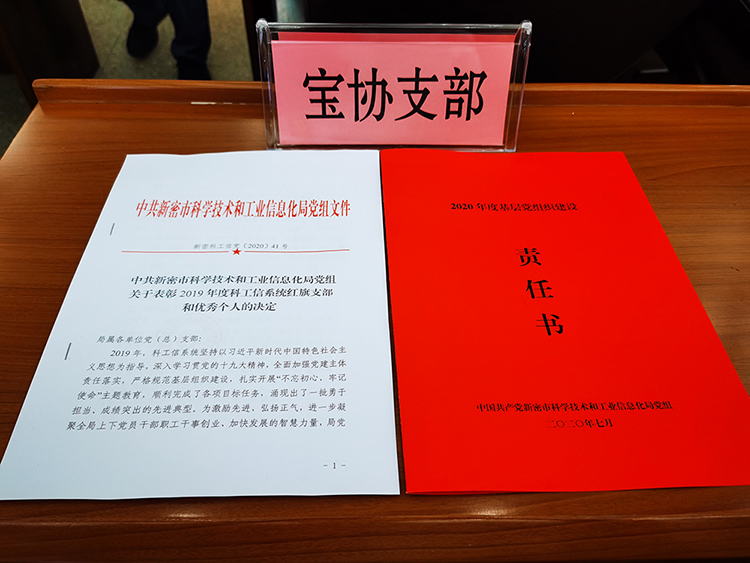 宝协支部
中共新密市科学技术和工业信息化局党组文件
新密科工信党〔2020〕41号
中共新密市科学技术和工业信息化局党组
关于表彰2019年度科工信系统红旗支部
和优秀个人的决定
局属各单位党（总）支部：
2019年，科工信系统坚持以习近平新时代中国特色社会主
义思想为指导，深入学习贯党的十九大精神，全面加强党建主体
责任落实，严格规范基层组织建设，扎实开展“不忘初心，牢记
使命”主题教育，顺利完成了各项目标任务，涌现出了一批勇于
担当，成绩突出的先进典型，为激励先进，弘扬正气，进一步凝
聚全局上下党员干部职工干事创业、加快发展的智慧力量，局党
- 1 -
2020年度基层党组织建设
责
任
书
中国共产党新密市科学技术和工业信息化局党组
二〇二〇年七月